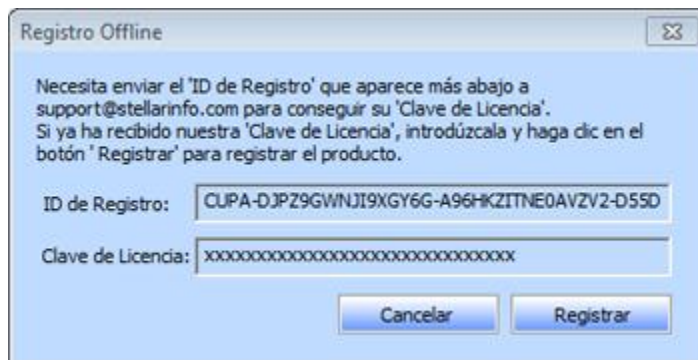 Registro Offline
Necesita enviar el 'ID de Registro' que aparece más abajo a
support@stellarinfo.com para conseguir su 'Clave de Licencia'.
Si ya ha recibido nuestra 'Clave de Licencia', introdúzcala y haga clic en el
botón ' Registrar' para registrar el producto.
ID de Registro: CUPA-DJPZ9GWNJI9XGY6G-A96HKZITNE0AVZV2-D55D
Clave de Licencia: xxxxxxxxxxxxxxxxxxxxxxxxxxxxxx
Cancelar Registrar